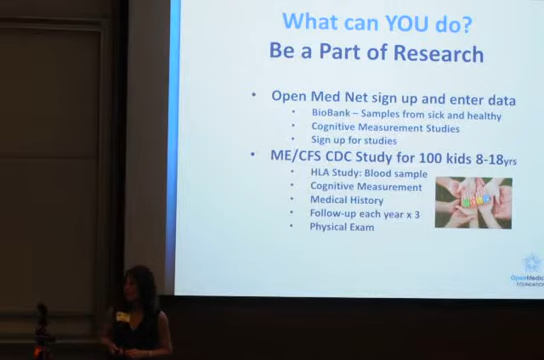 What can YOU do?
Be a Part of Research
• Open Med Net sign up and enter data
• BioBank – Samples from sick and healthy
• Cognitive Measurement Studies
• Sign up for studies
• ME/CFS CDC Study for 100 kids 8-18yrs
• HLA Study: Blood sample
• Cognitive Measurement
• Medical History
• Follow-up each year x 3
• Physical Exam
OpenMedic
FOUNDATION